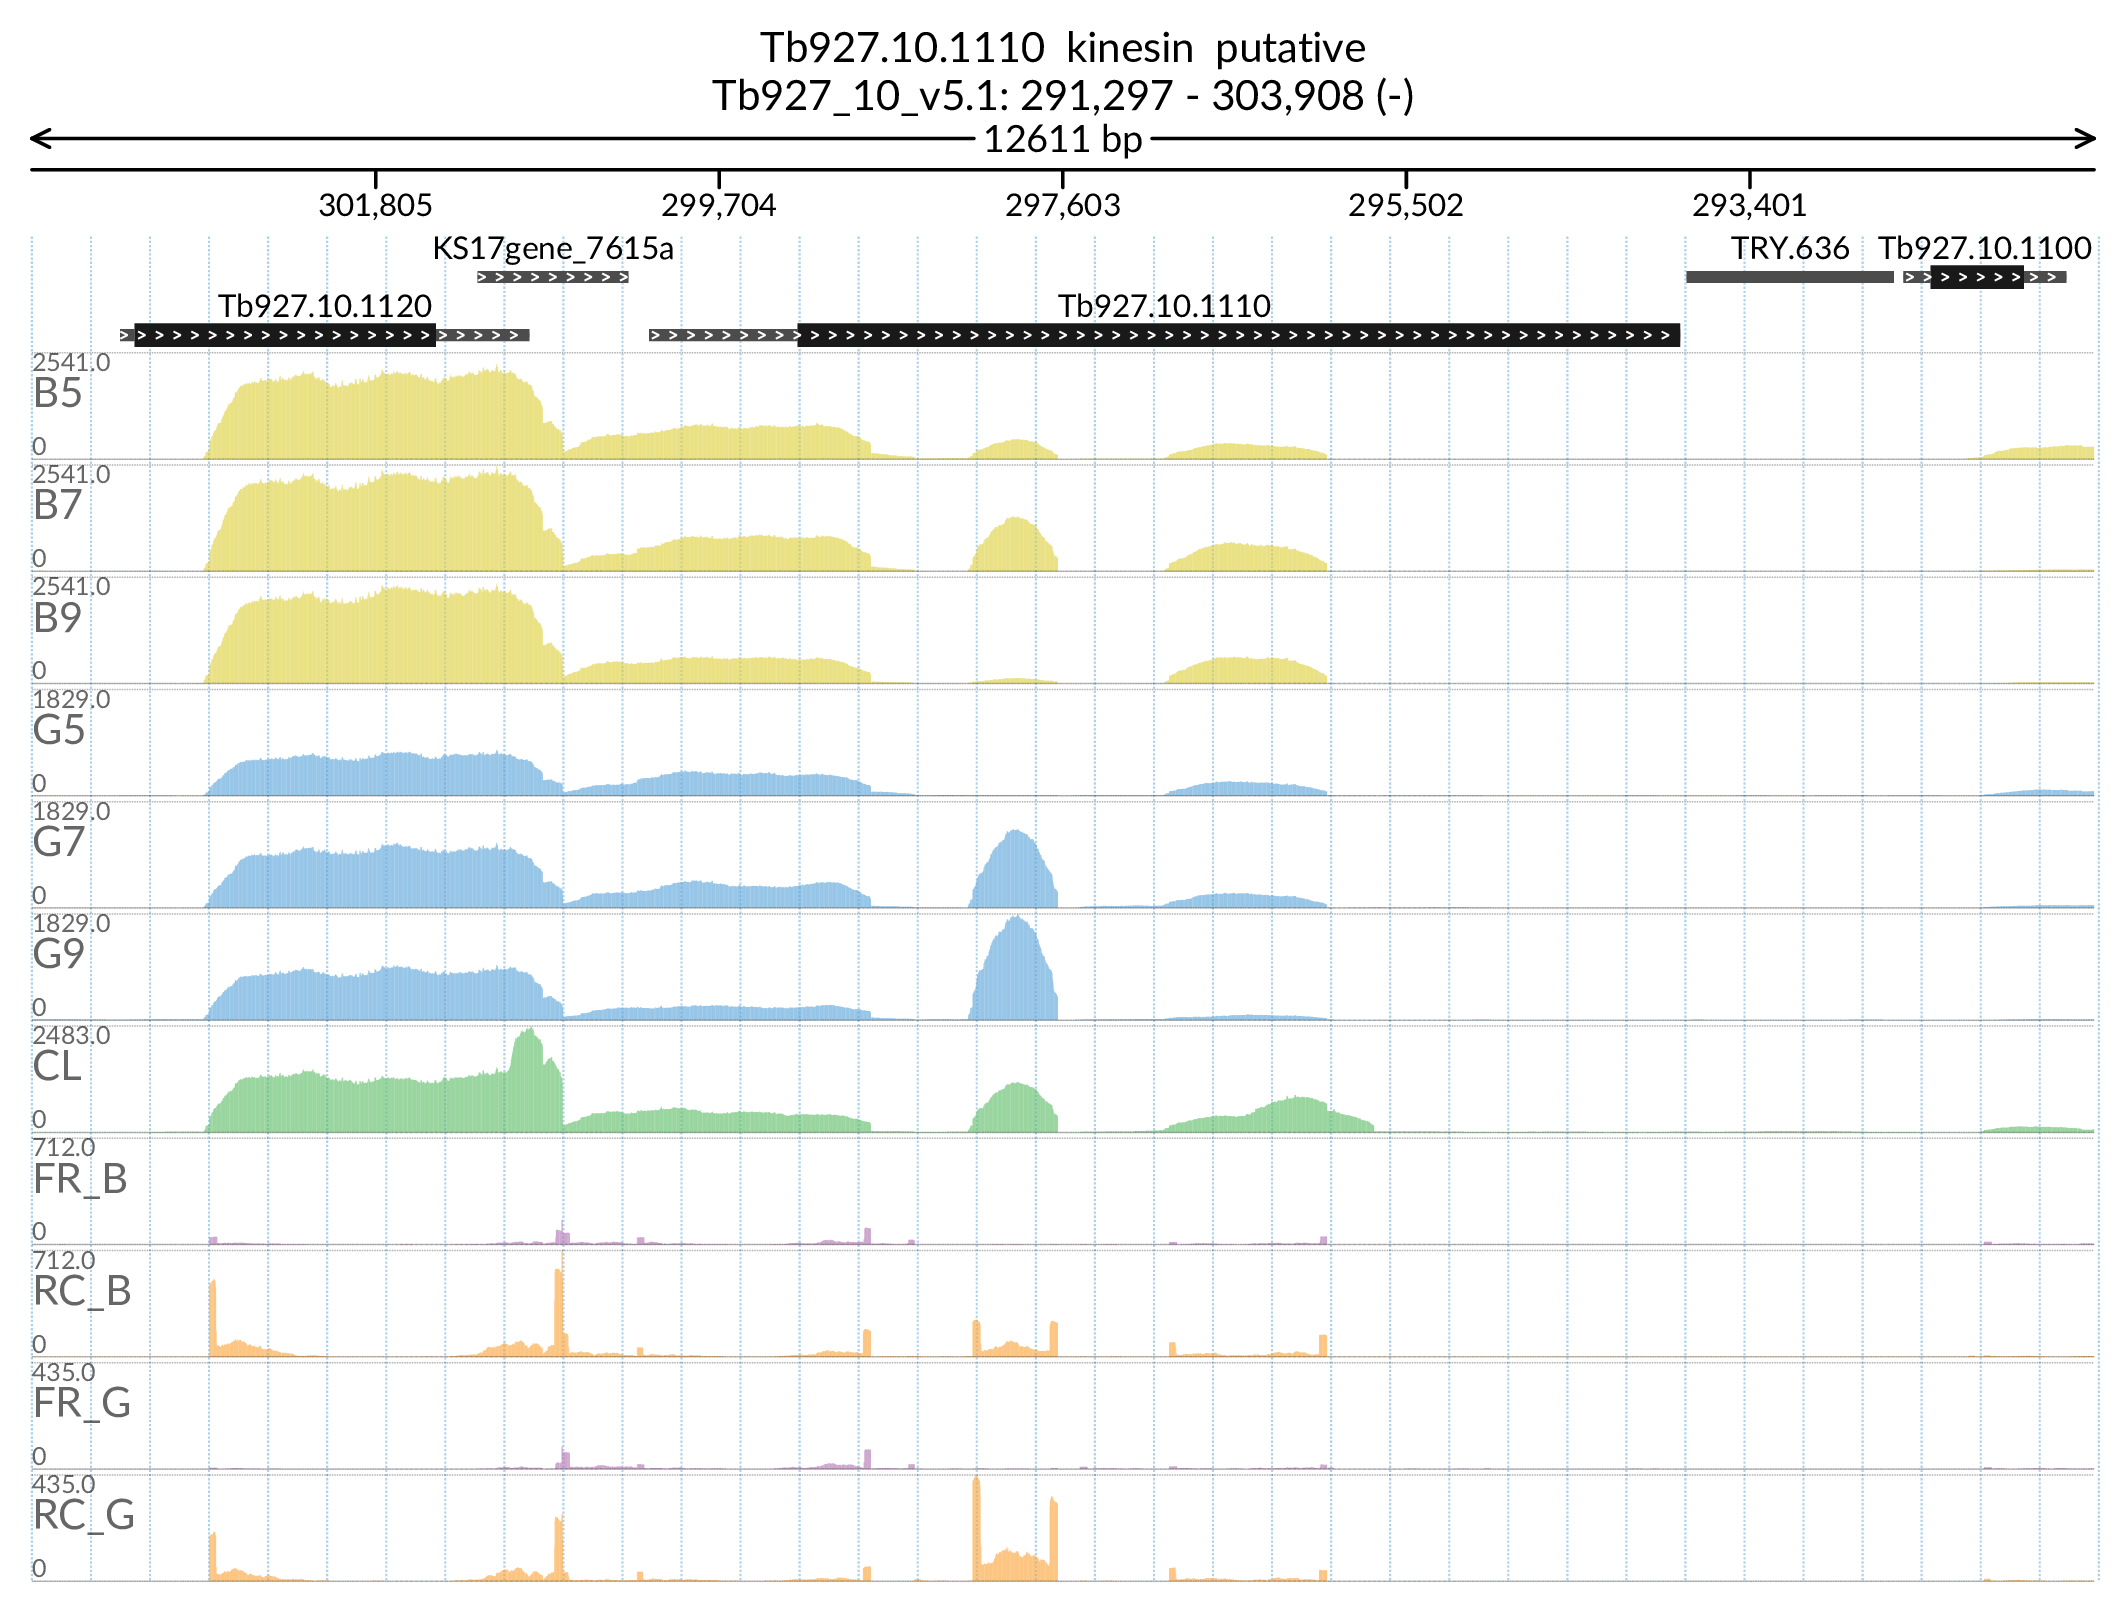 Tb927.10.1110 kinesin putative
Tb927_10_v5.1: 291,297 - 303,908 (-)
12611 bp
301,805 299,704 297,603 295,502 293,401
KS17gene_7615a TRY.636 Tb927.10.1100
Tb927.10.1120 Tb927.10.1110
2541.0
B5
0
2541.0
B7
0
2541.0
B9
0
1829.0
G5
0
1829.0
G7
0
1829.0
G9
0
2483.0
CL
0
712.0
FR_B
0
712.0
RC_B
0
435.0
FR_G
0
435.0
RC_G
0